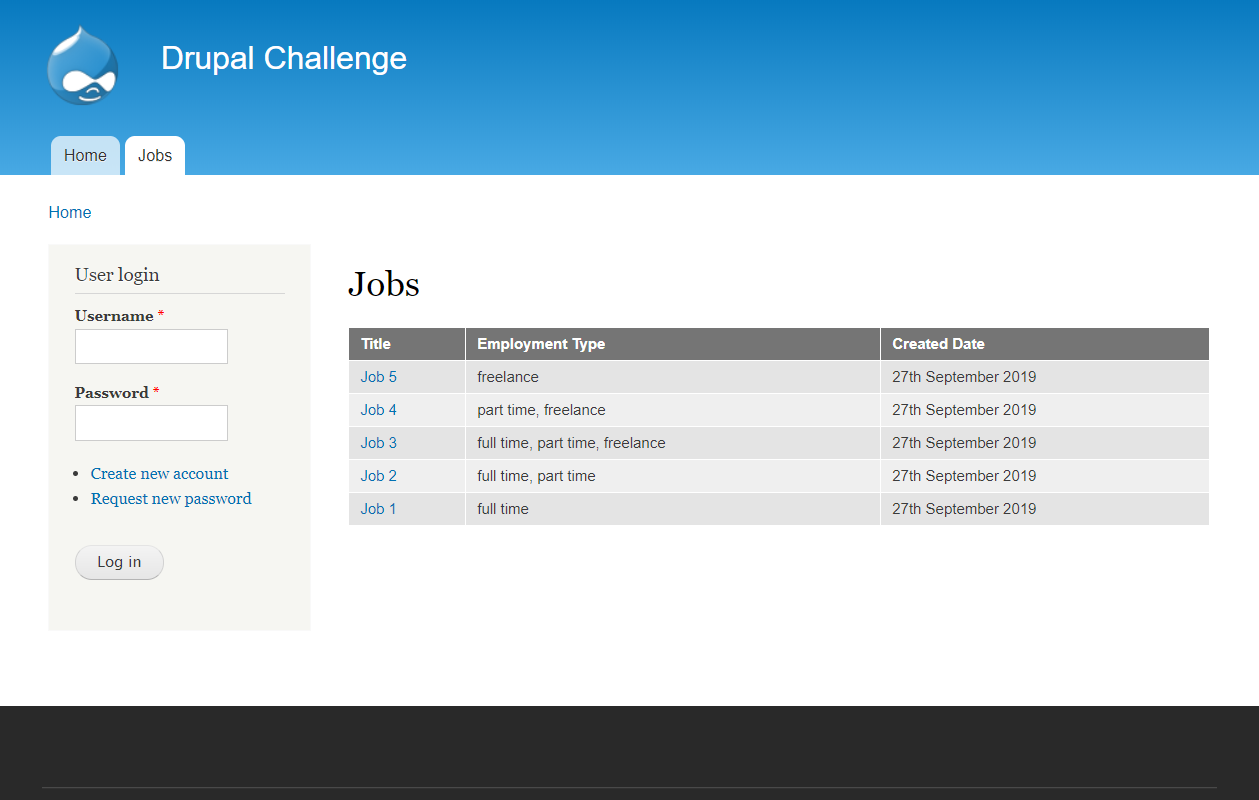 Drupal Challenge
Home Jobs
Home
User login
Username *
Password *
Create new account
Request new password
Log in
Jobs
Title Employment Type Created Date
Job 5 freelance 27th September 2019
Job 4 part time, freelance 27th September 2019
Job 3 full time, part time, freelance 27th September 2019
Job 2 full time, part time 27th September 2019
Job 1 full time 27th September 2019